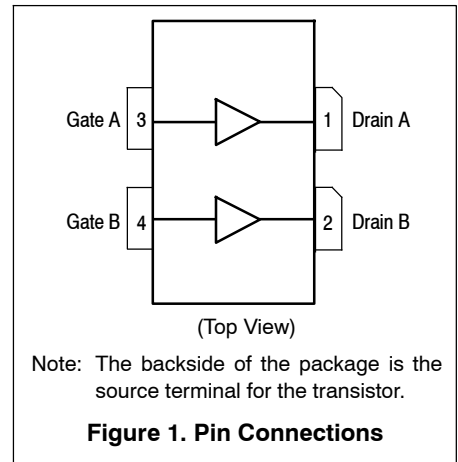 Gate A 3 1 Drain A
Gate B 4 2 Drain B
(Top View)
Note: The backside of the package is the
source terminal for the transistor.
Figure 1. Pin Connections